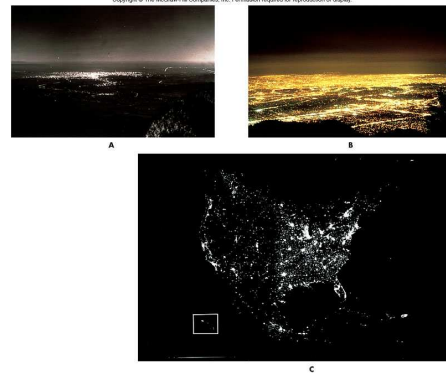 Copyright © The McGraw-Hill Companies, Inc. Permission required for reproduction or display.
A
B
C